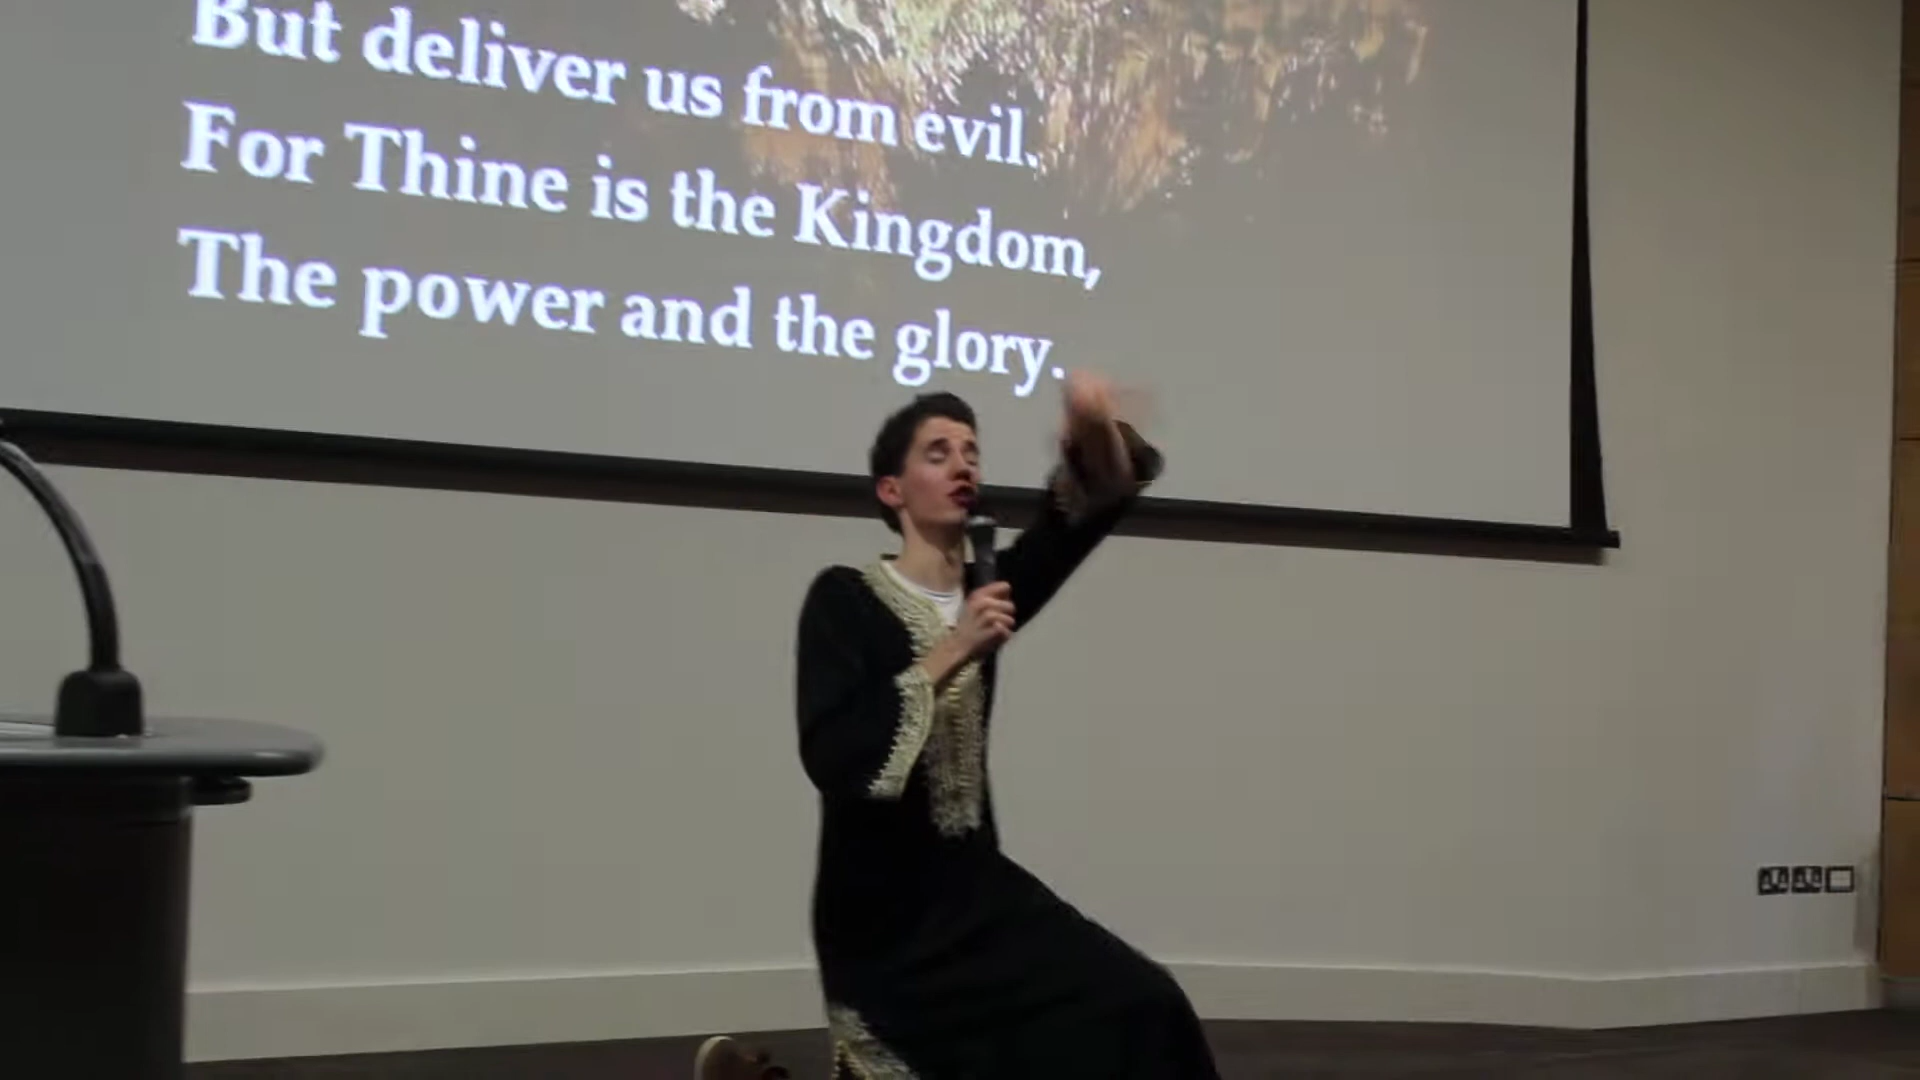 But deliver us from evil.
For Thine is the Kingdom,
The power and the glory.